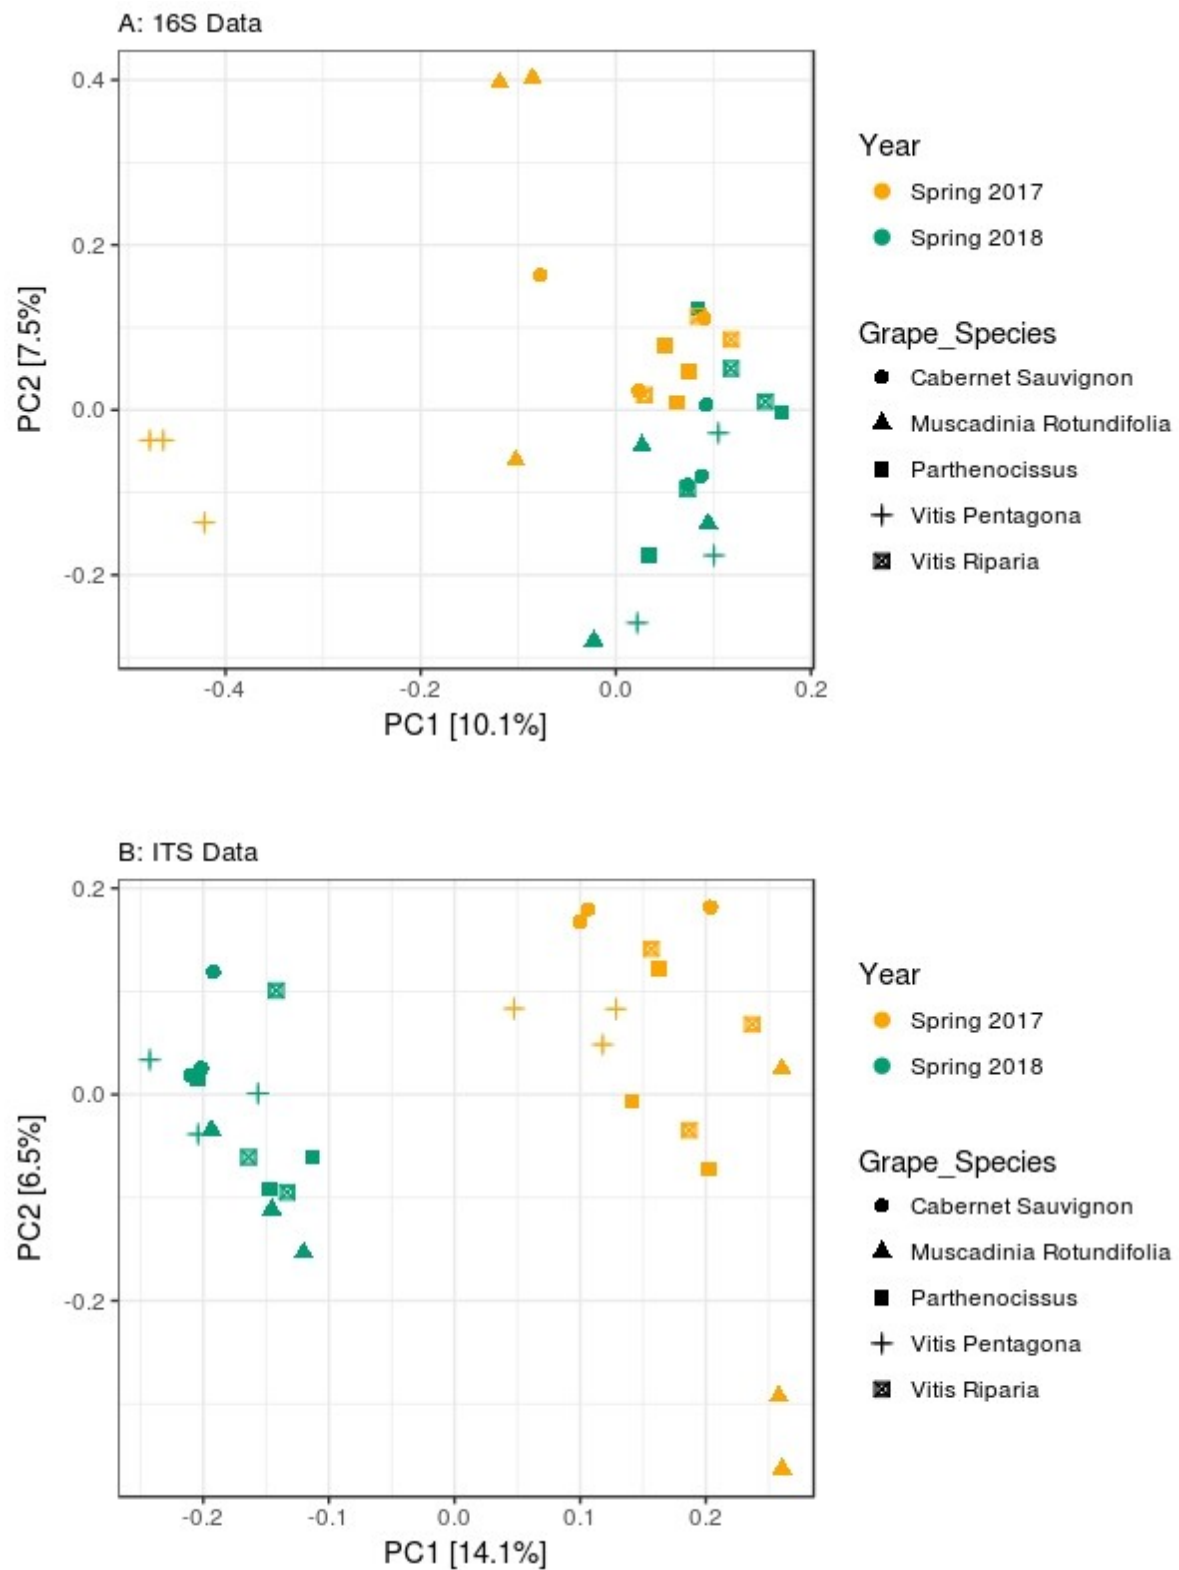 A: 16S Data
0.4
0.2
0.0
-0.2
PC2 [7.5%]
-0.4
-0.2
0.0
0.2
PC1 [10.1%]
Year
Spring 2017
Spring 2018
Grape_Species
Cabernet Sauvignon
Muscadinia Rotundifolia
Parthenocissus
Vitis Pentagona
Vitis Riparia
B: ITS Data
0.2
0.0
-0.2
PC2 [6.5%]
-0.2
-0.1
0.0
0.1
0.2
PC1 [14.1%]
Year
Spring 2017
Spring 2018
Grape_Species
Cabernet Sauvignon
Muscadinia Rotundifolia
Parthenocissus
Vitis Pentagona
Vitis Riparia